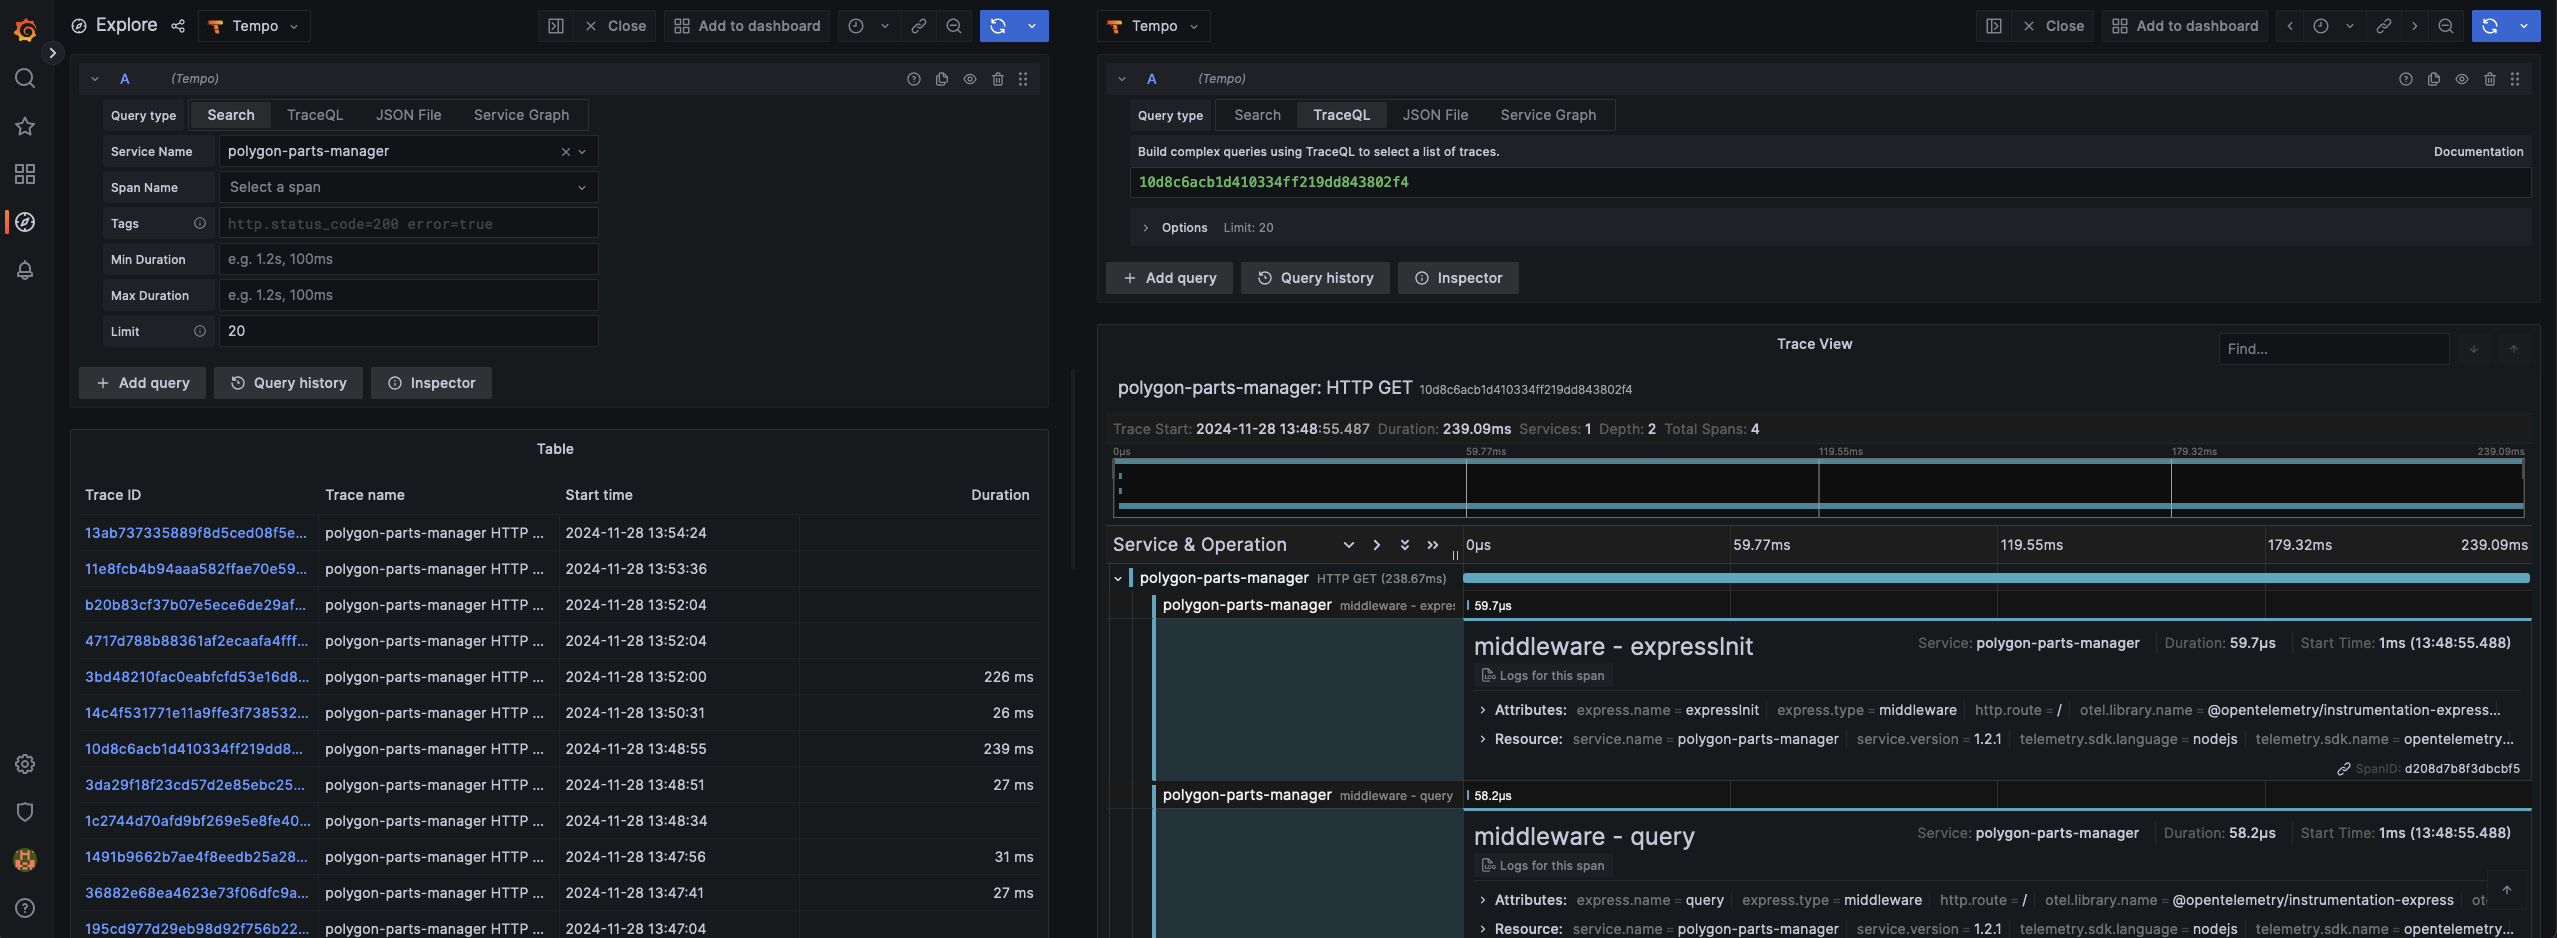 Explore
Tempo
Close
Add to dashboard
A (Tempo)
Query type Search TraceQL JSON File Service Graph
Service Name polygon-parts-manager
Span Name Select a span
Tags http.status_code=200 error=true
Min Duration e.g. 1.2s, 100ms
Max Duration e.g. 1.2s, 100ms
Limit 20
Add query Query history Inspector
Table
Trace ID Trace name Start time Duration
13ab737335889f8d5ced08f5e... polygon-parts-manager HTTP ... 2024-11-28 13:54:24
11e8fcb4b94aaa582ffae70e59... polygon-parts-manager HTTP ... 2024-11-28 13:53:36
b20b83cf37b07e5ece6de29af... polygon-parts-manager HTTP ... 2024-11-28 13:52:04
4717d788b88361af2ecaafa4fff... polygon-parts-manager HTTP ... 2024-11-28 13:52:04
3bd48210fac0eabfcfd53e16d8... polygon-parts-manager HTTP ... 2024-11-28 13:52:00 226 ms
14c4f531771e11a9ffe3f738532... polygon-parts-manager HTTP ... 2024-11-28 13:50:31 26 ms
10d8c6acb1d410334ff219dd8... polygon-parts-manager HTTP ... 2024-11-28 13:48:55 239 ms
3da29f18f23cd57d2e85ebc25... polygon-parts-manager HTTP ... 2024-11-28 13:48:51 27 ms
1c2744d70afd9bf269e5e8fe40... polygon-parts-manager HTTP ... 2024-11-28 13:48:34
1491b9662b7ae4f8eedb25a28... polygon-parts-manager HTTP ... 2024-11-28 13:47:56 31 ms
36882e68ea4623e73f06dfc9a... polygon-parts-manager HTTP ... 2024-11-28 13:47:41 27 ms
195cd977d29eb98d92f756b22... polygon-parts-manager HTTP ... 2024-11-28 13:47:04
Tempo
Close
Add to dashboard
A (Tempo)
Query type Search TraceQL JSON File Service Graph
Build complex queries using TraceQL to select a list of traces. Documentation
10d8c6acb1d410334ff219dd843802f4
Options Limit: 20
Add query Query history Inspector
Trace View
Find...
polygon-parts-manager: HTTP GET 10d8c6acb1d410334ff219dd843802f4
Trace Start: 2024-11-28 13:48:55.487 Duration: 239.09ms Services: 1 Depth: 2 Total Spans: 4
0μs 59.77ms 119.55ms 179.32ms 239.09ms
Service & Operation 0μs 59.77ms 119.55ms 179.32ms 239.09ms
polygon-parts-manager HTTP GET (238.67ms)
polygon-parts-manager middleware - expres 59.7μs
middleware - expressInit Service: polygon-parts-manager Duration: 59.7μs Start Time: 1ms (13:48:55.488)
Logs for this span
Attributes: express.name = expressInit express.type = middleware http.route = / otel.library.name = @opentelemetry/instrumentation-express...
Resource: service.name = polygon-parts-manager service.version = 1.2.1 telemetry.sdk.language = nodejs telemetry.sdk.name = opentelemetry...
SpanID: d208d7b8f3dbcbf5
polygon-parts-manager middleware - query 58.2μs
middleware - query Service: polygon-parts-manager Duration: 58.2μs Start Time: 1ms (13:48:55.488)
Logs for this span
Attributes: express.name = query express.type = middleware http.route = / otel.library.name = @opentelemetry/instrumentation-express ot
Resource: service.name = polygon-parts-manager service.version = 1.2.1 telemetry.sdk.language = nodejs telemetry.sdk.name = opentelemetry...